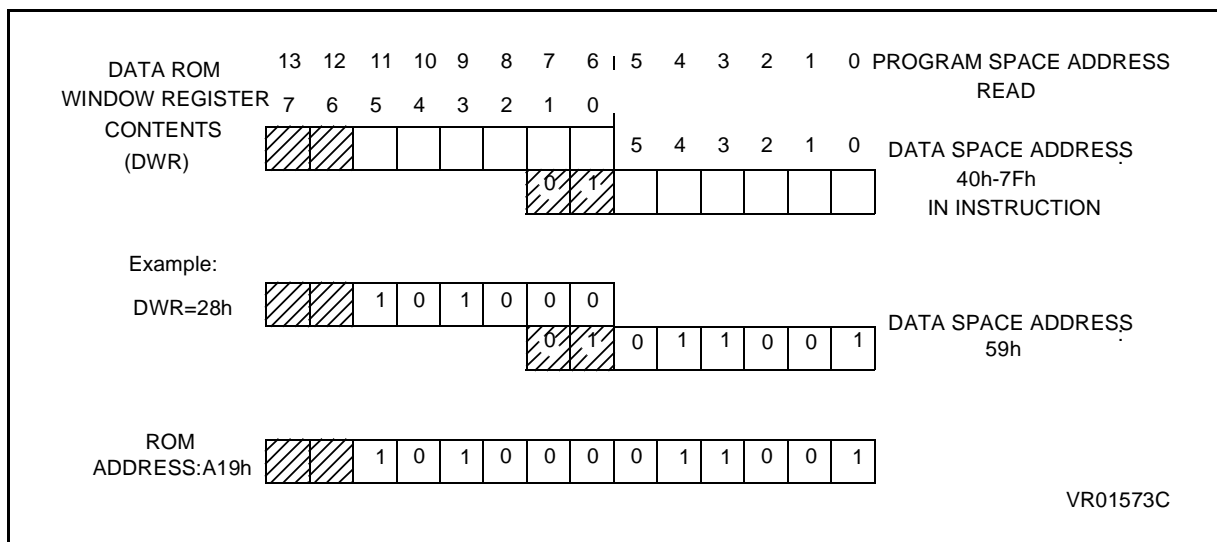 DATA ROM
WINDOW REGISTER
CONTENTS
(DWR)
13 12 11 10 9 8 7 6 5 4 3 2 1 0
PROGRAM SPACE ADDRESS
READ
7 6 5 4 3 2 1 0
5 4 3 2 1 0
DATA SPACE ADDRESS :
40h-7Fh
IN INSTRUCTION
0 1
Example:
DWR=28h
1 0 1 0 0 0
0 1 0 1 1 0 0 1
DATA SPACE ADDRESS :
59h
ROM
ADDRESS:A19h
1 0 1 0 0 0 0 1 1 0 0 1
VR01573C